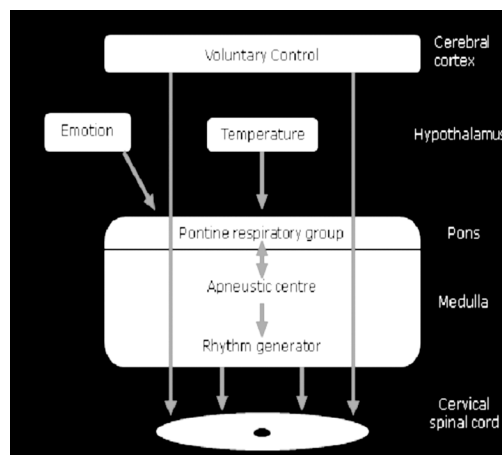 Voluntary Control
Cerebral
cortex
Emotion
Temperature
Hypothalamus
Pontine respiratory group
Pons
Apneustic centre
Medulla
Rhythm generator
Cervical
spinal cord